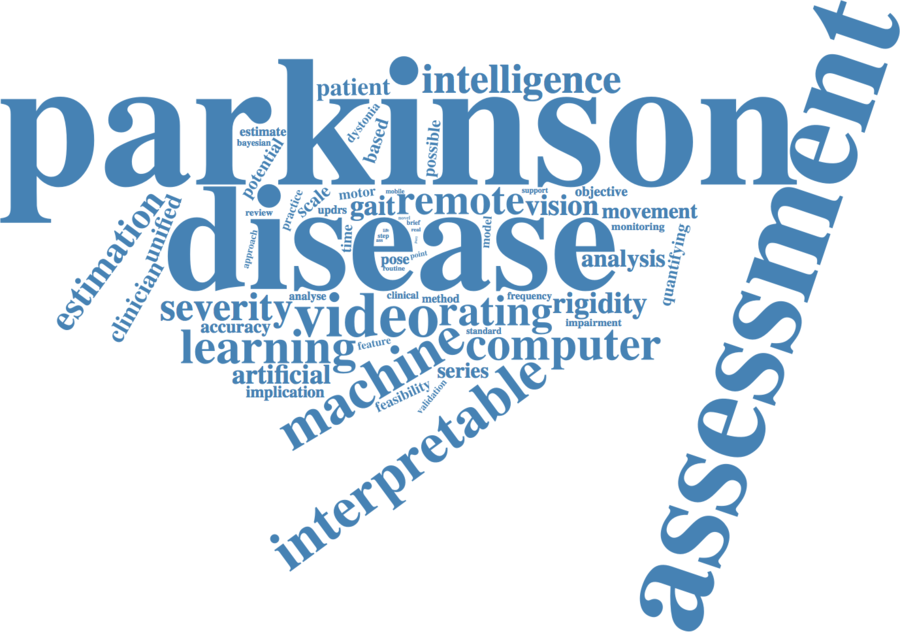 parkinson
assessment
disease
patient
intelligence
dystonia
based
possible
estimate
bayesian
potential
practice
scale
motor
mobile
support
objective
review
updrs
gait
remote
vision
movement
monitoring
estimation
unified
clinician
approach
time
step
brief
model
pose
point
routine
analysis
quantifying
severity
analyse
clinical
method
frequency
rigidity
accuracy
video
rating
impairment
standard
learning
feature
machine
computer
artificial
series
implication
feasibility
validation
interpretable